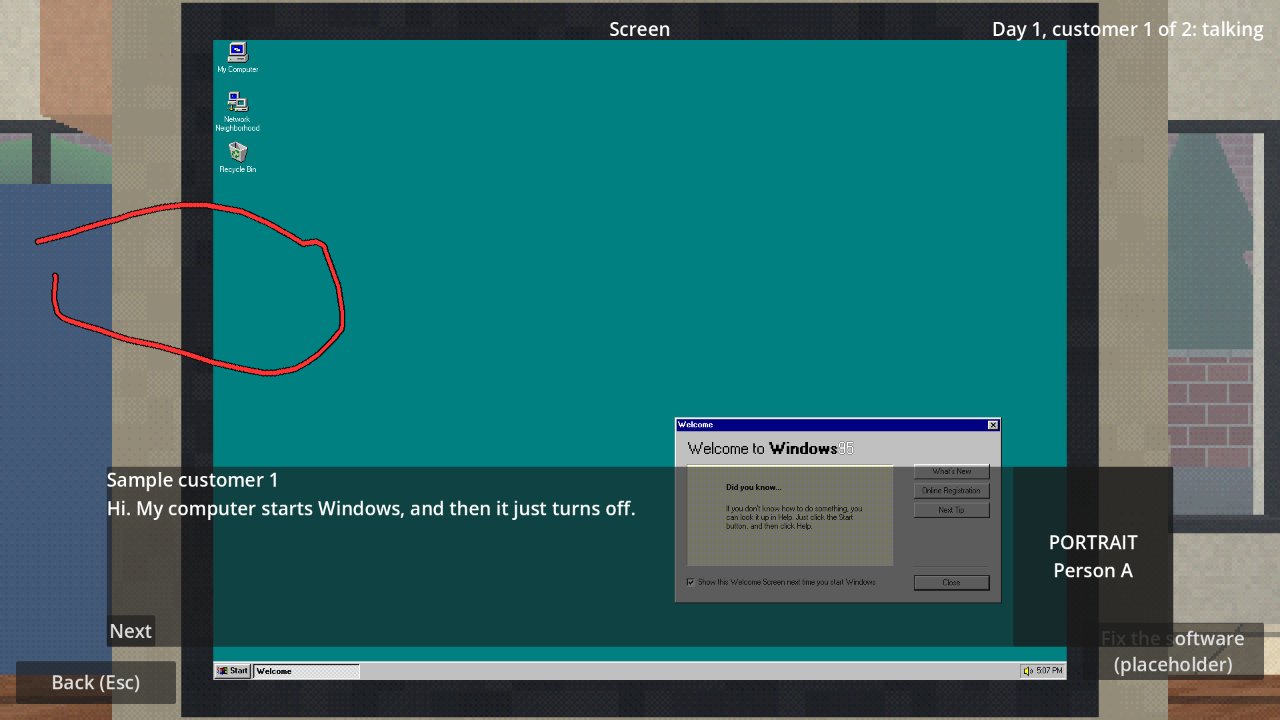 Screen
Day 1, customer 1 of 2: talking
My Computer
Network
Neighborhood
Recycle Bin
Welcome
Welcome to Windows95
Did you know...
If you don't know how to do something, you
can look it up in Help. Just click the Start
button, and then click Help.
What's New
Online Registration
Next Tip
Show this Welcome Screen next time you start Windows
Close
Sample customer 1
Hi. My computer starts Windows, and then it just turns off.
PORTRAIT
Person A
Next
Back (Esc)
Fix the software
(placeholder)
Start
Welcome
5:07 PM